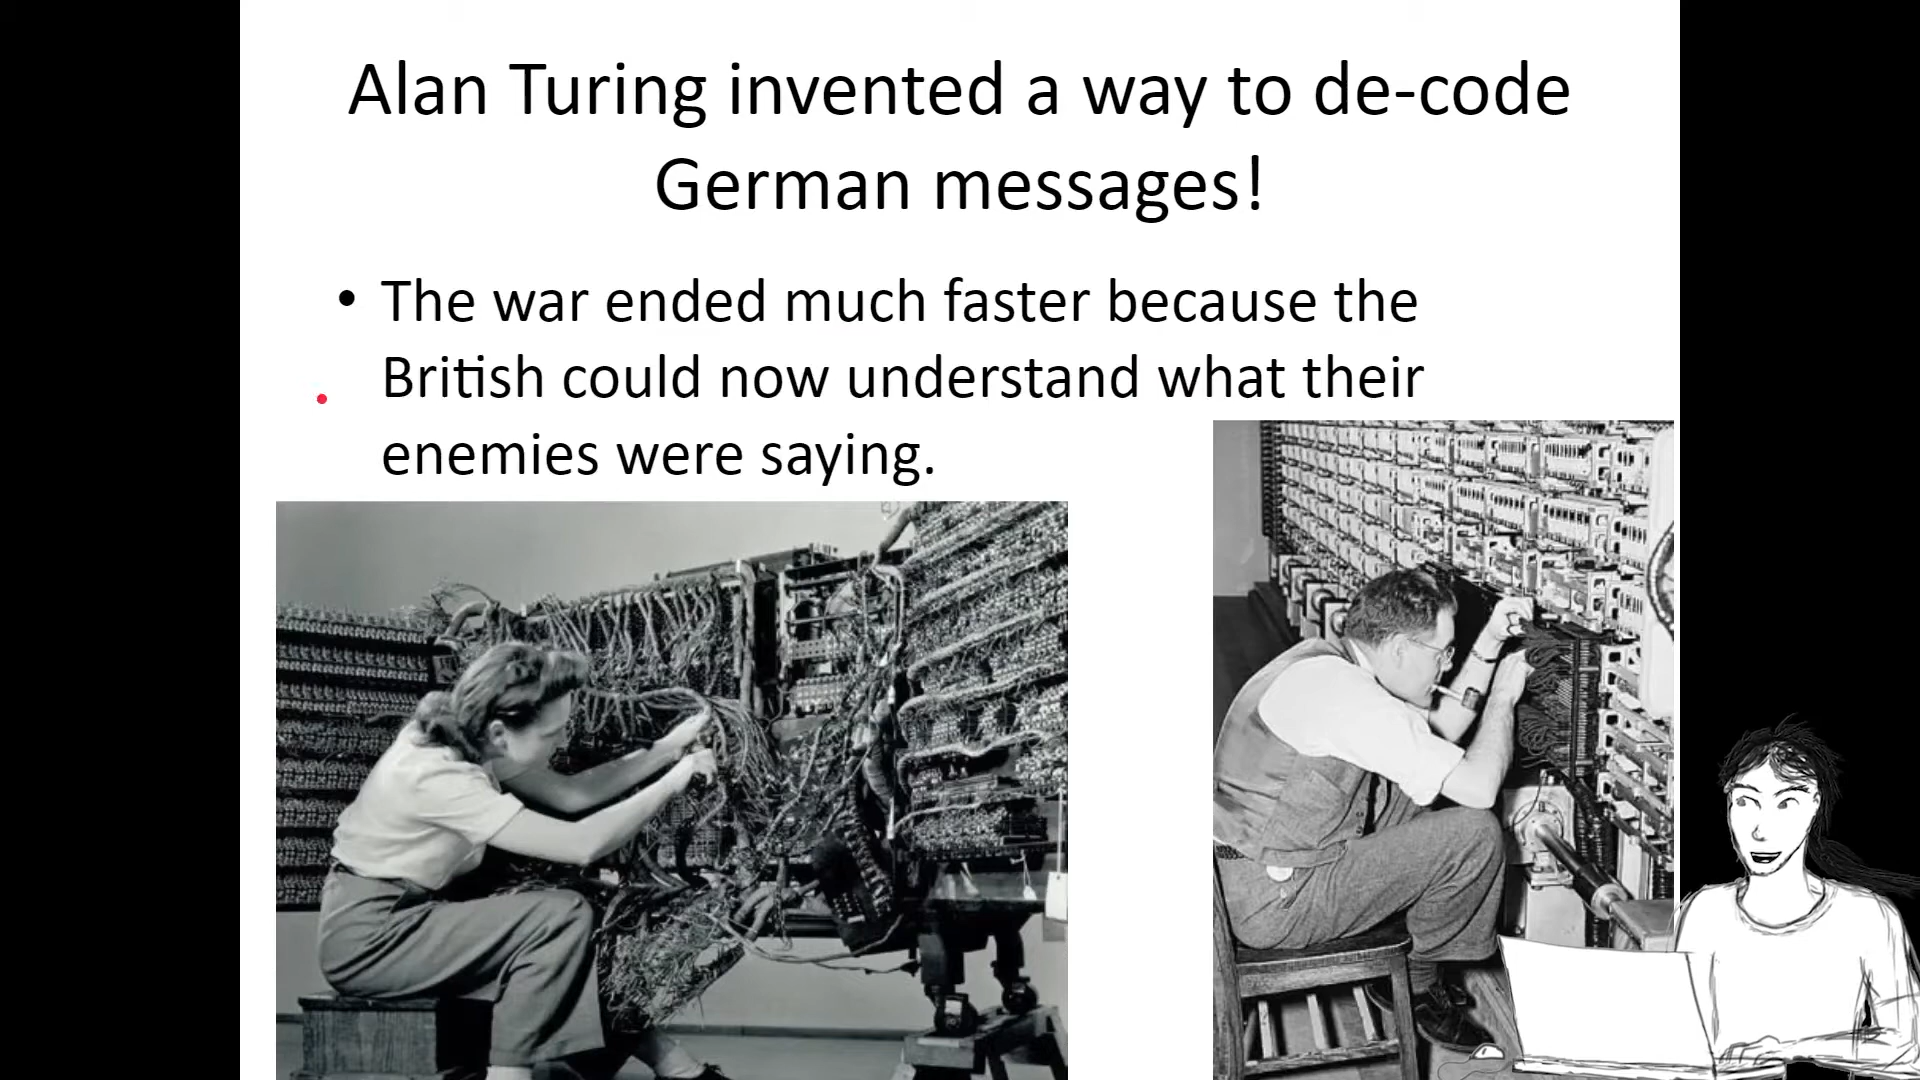 Alan Turing invented a way to de-code
German messages!
• The war ended much faster because the
British could now understand what their
enemies were saying.